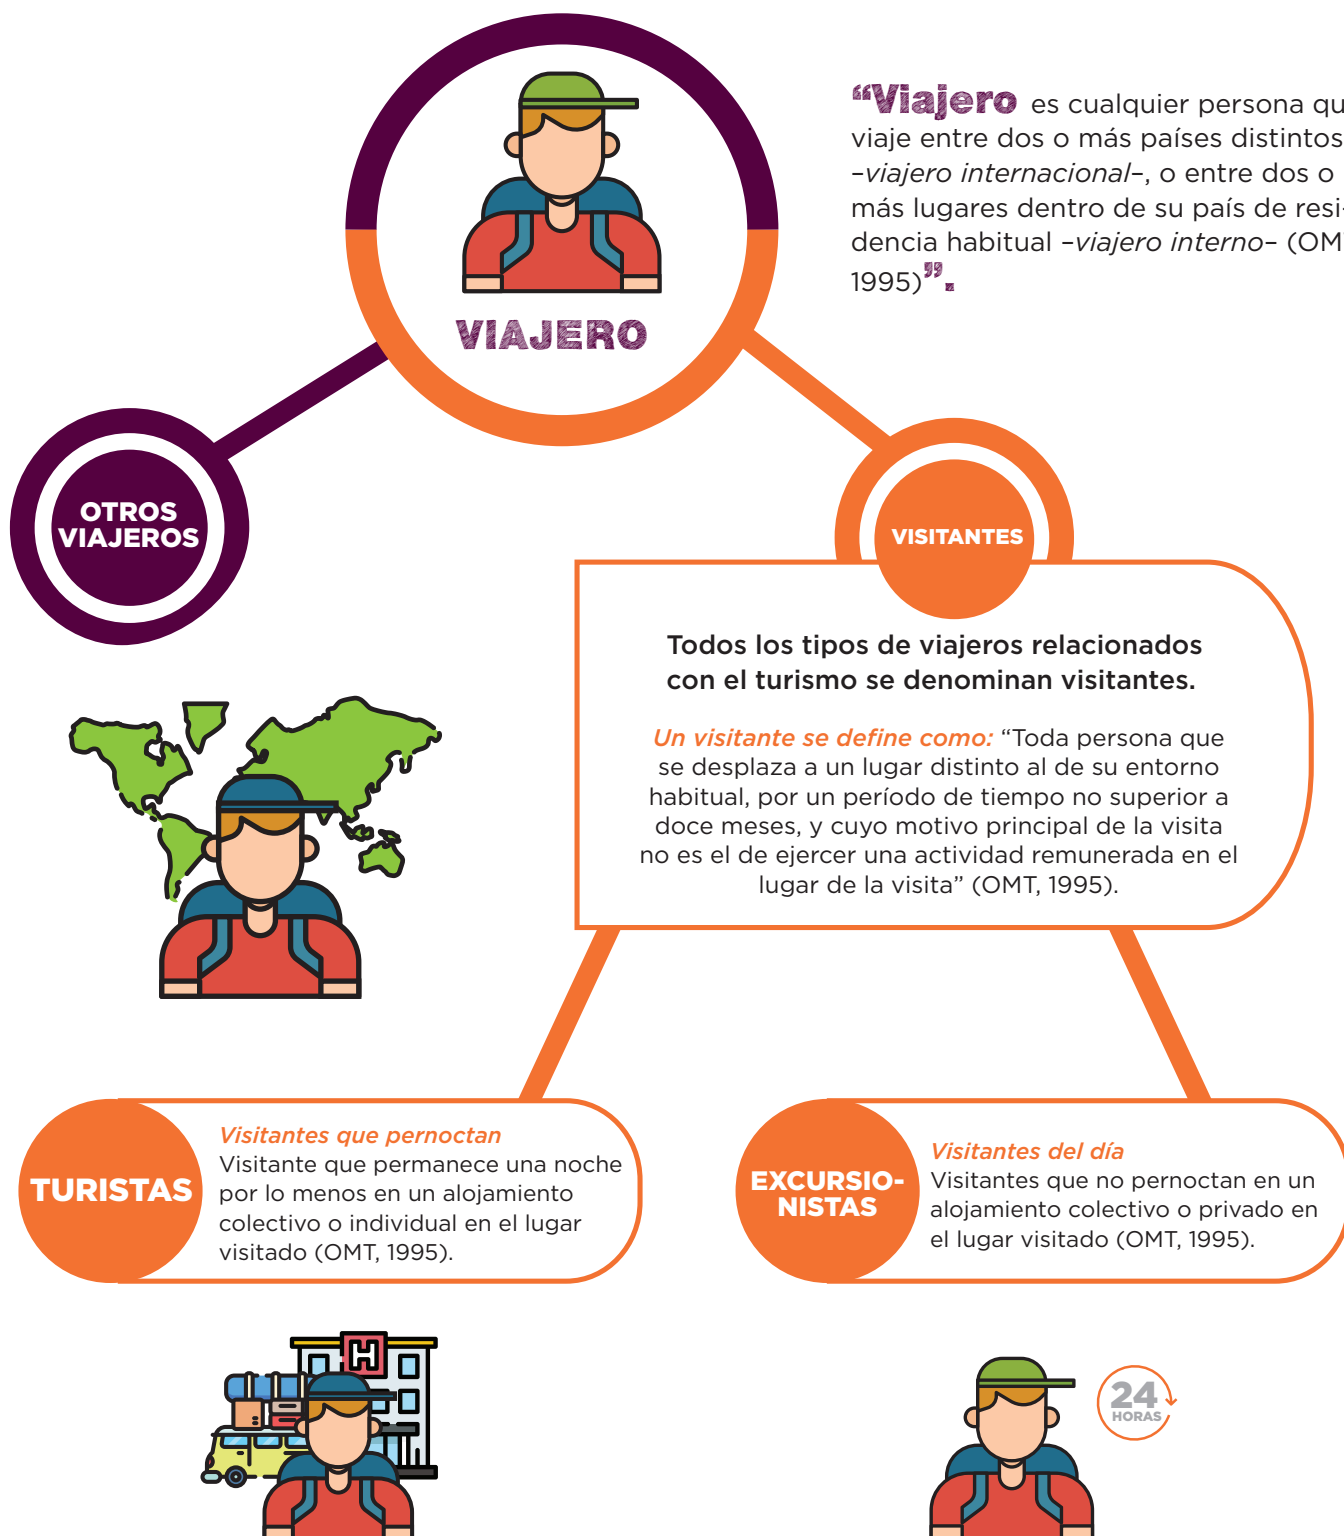 “Viajero es cualquier persona qu
viaje entre dos o más países distintos
–viajero internacional–, o entre dos o
más lugares dentro de su país de resi-
dencia habitual –viajero interno– (OM
1995)”.
VIAJERO
OTROS
VIAJEROS
VISITANTES
Todos los tipos de viajeros relacionados
con el turismo se denominan visitantes.
Un visitante se define como: “Toda persona que
se desplaza a un lugar distinto al de su entorno
habitual, por un período de tiempo no superior a
doce meses, y cuyo motivo principal de la visita
no es el de ejercer una actividad remunerada en el
lugar de la visita” (OMT, 1995).
TURISTAS
Visitantes que pernoctan
Visitante que permanece una noche
por lo menos en un alojamiento
colectivo o individual en el lugar
visitado (OMT, 1995).
EXCURSIO-
NISTAS
Visitantes del día
Visitantes que no pernoctan en un
alojamiento colectivo o privado en
el lugar visitado (OMT, 1995).
H
24
HORAS